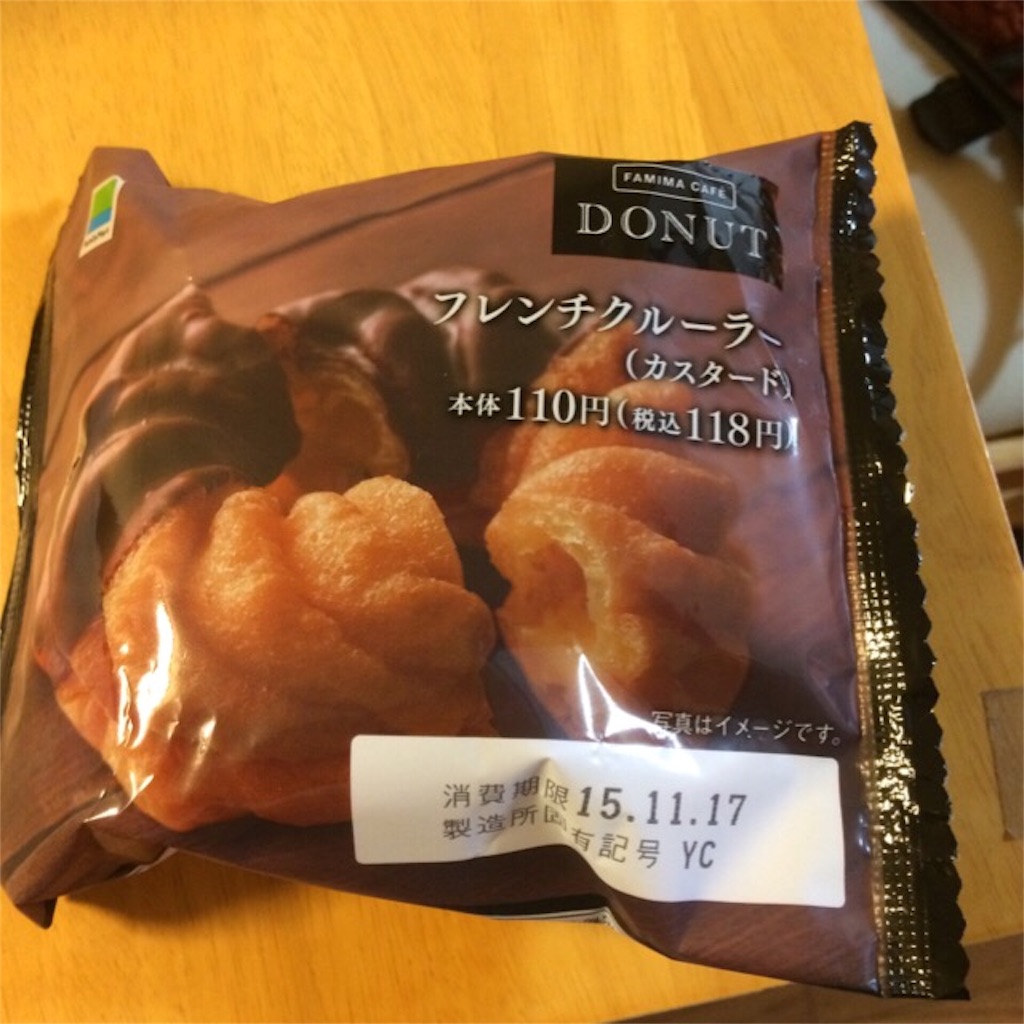 FAMIMA CAFÉ
DONUT
フレンチクルーラー
(カスタード)
本体110円(税込118円)
写真はイメージです。
消費期限 15.11.17
製造所固有記号 YC